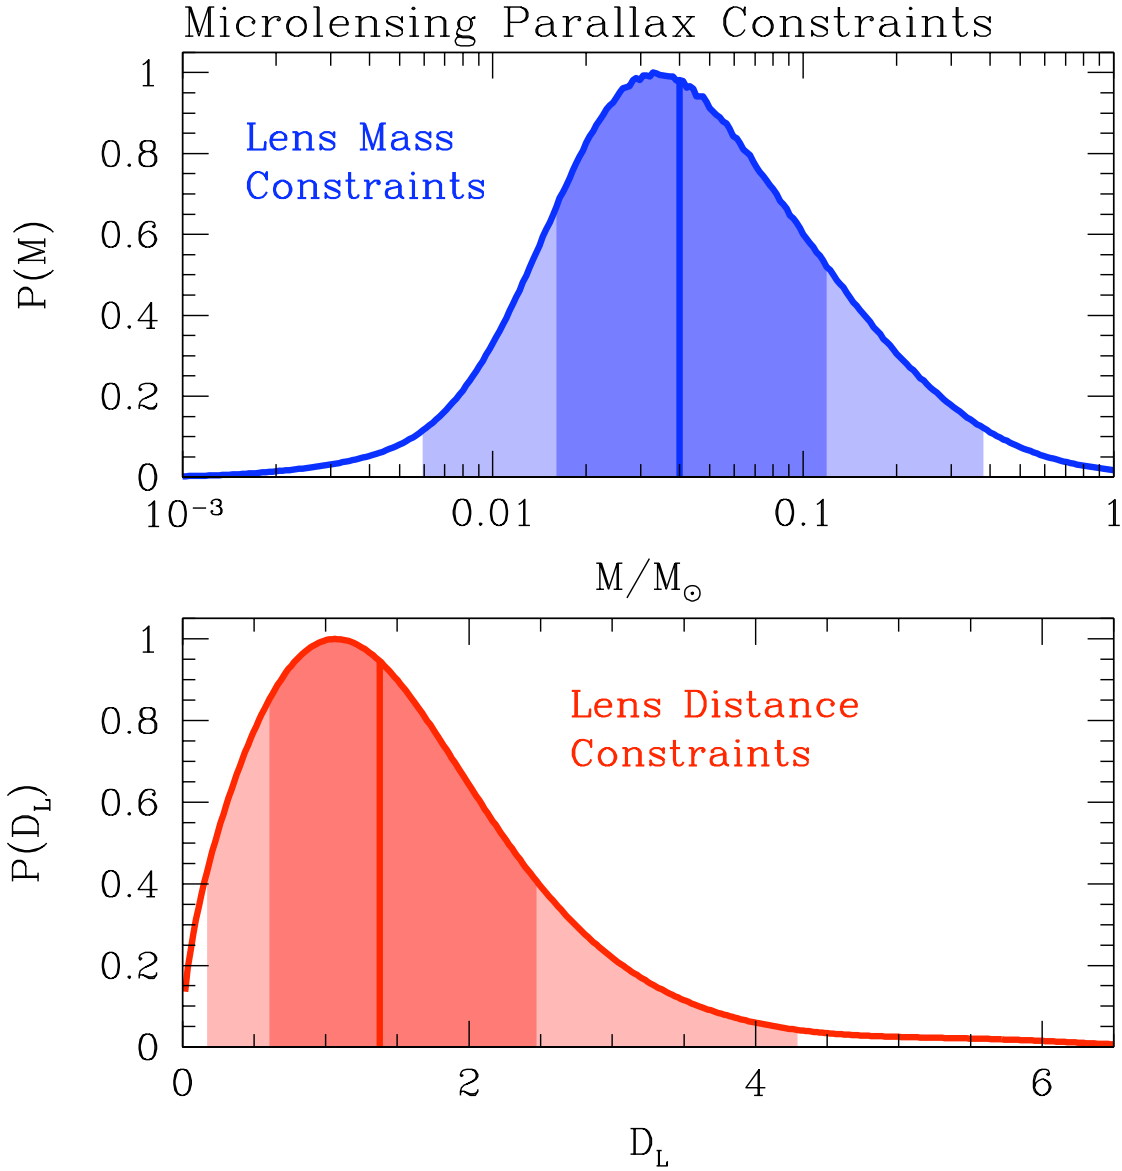 Microlensing Parallax Constraints
1
0.8
0.6
0.4
0.2
0
P(M)
Lens Mass
Constraints
10⁻³
0.01
0.1
1
M/M☉
1
0.8
0.6
0.4
0.2
0
P(D_L)
Lens Distance
Constraints
0
2
4
6
D_L